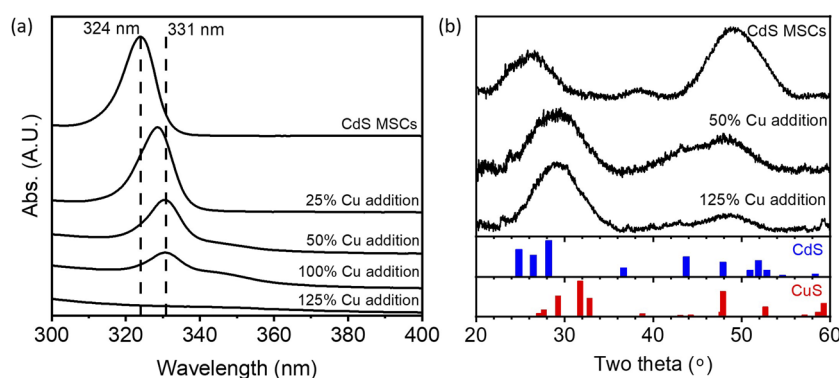 (a)
324 nm
331 nm
CdS MSCs
25% Cu addition
50% Cu addition
100% Cu addition
125% Cu addition
Abs. (A.U.)
300 320 340 360 380 400
Wavelength (nm)
(b)
CdS MSCs
50% Cu addition
125% Cu addition
CdS
CuS
20 30 40 50 60
Two theta (°)